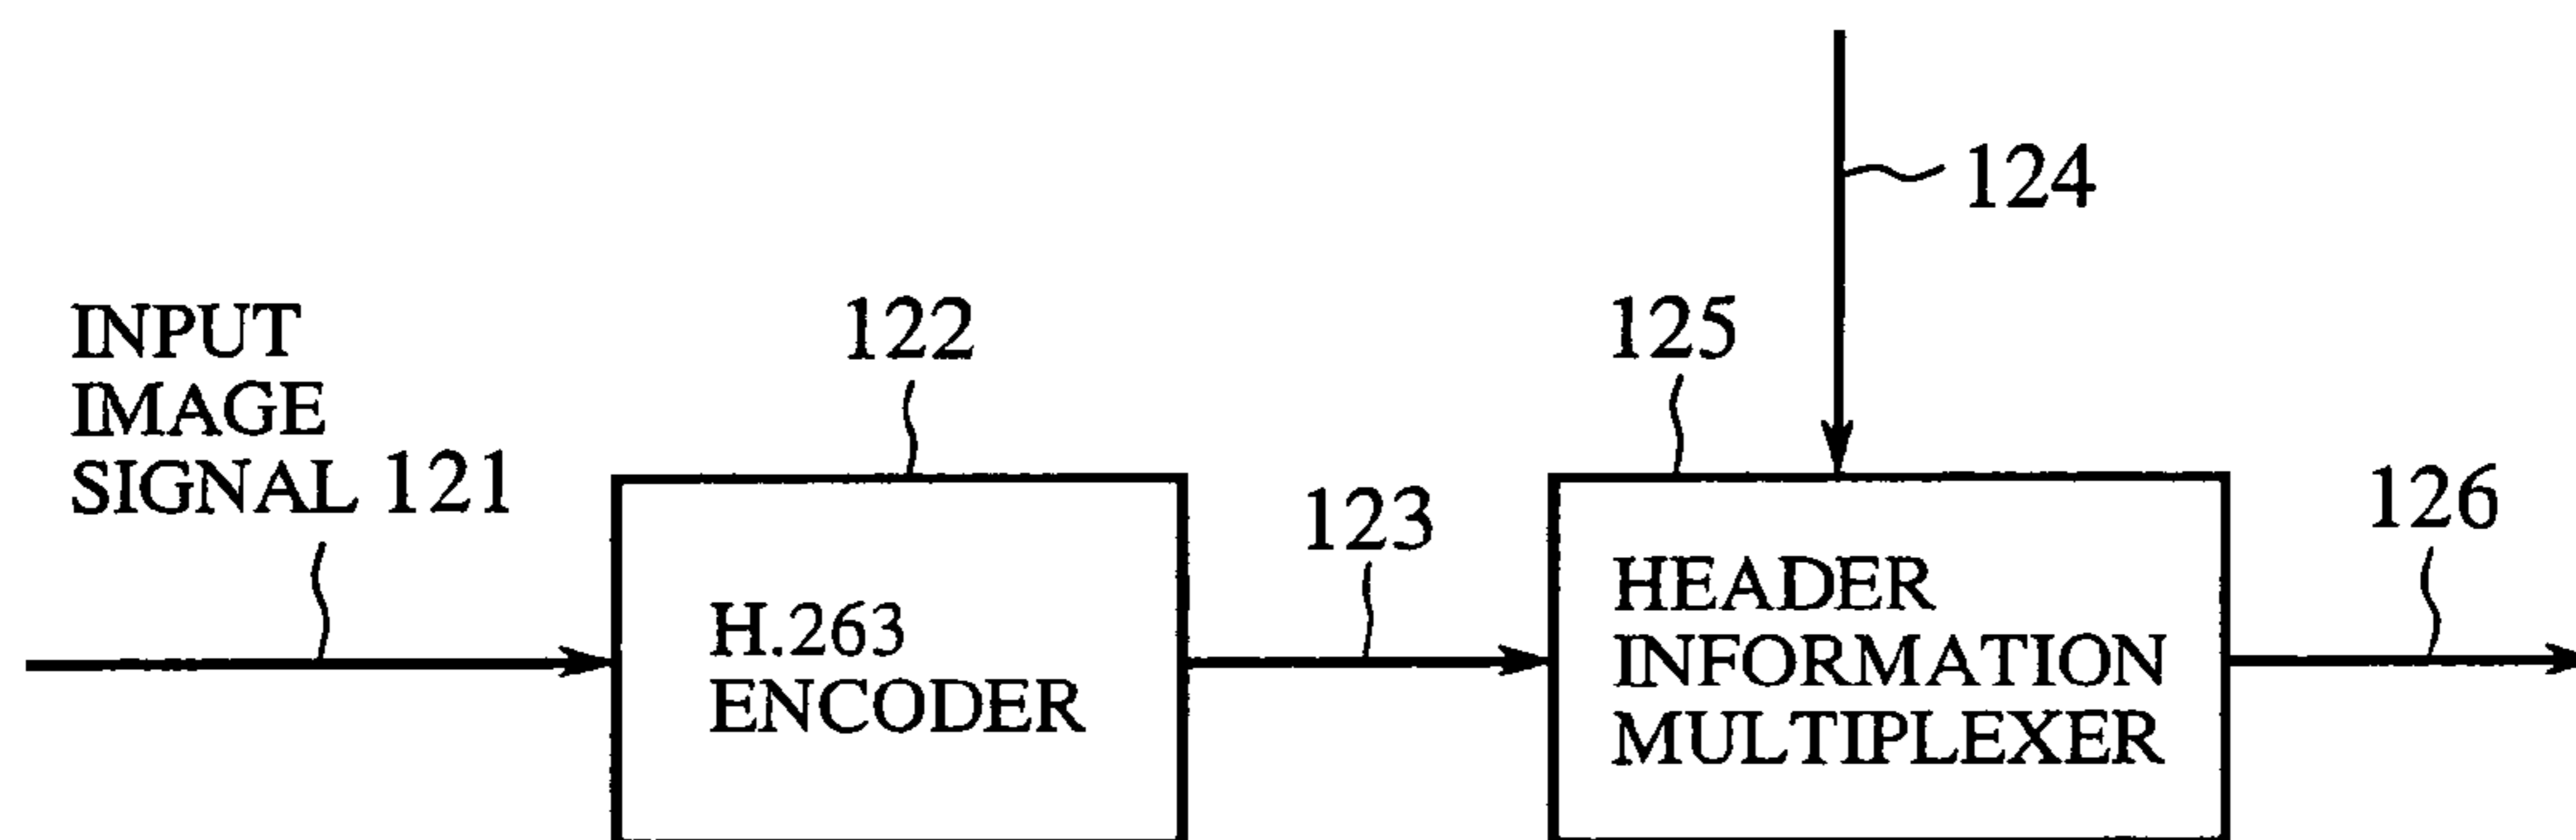 124
INPUT
IMAGE
SIGNAL 121
122
125
123
126
H.263
ENCODER
HEADER
INFORMATION
MULTIPLEXER